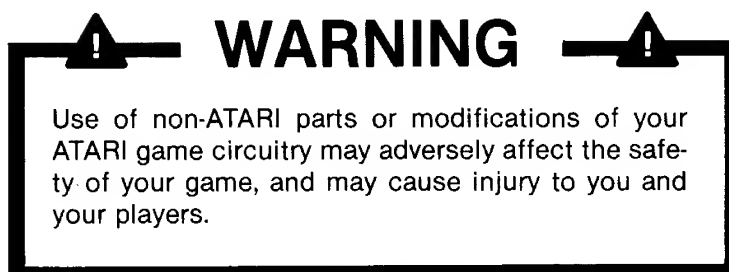 ! WARNING !
Use of non-ATARI parts or modifications of your
ATARI game circuitry may adversely affect the safe-
ty of your game, and may cause injury to you and
your players.